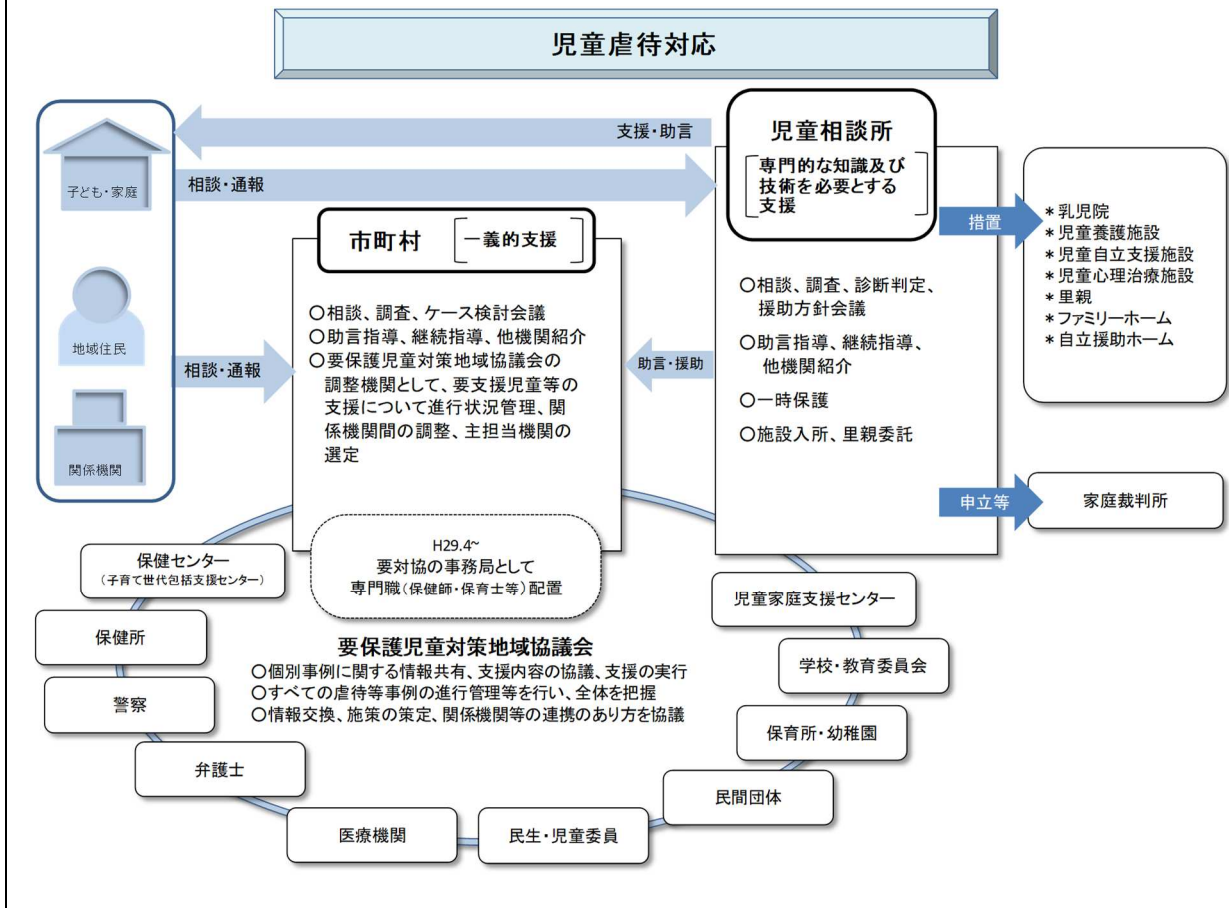 児童虐待対応
子ども・家庭
地域住民
関係機関
支援・助言
相談・通報
相談・通報
市町村
一義的支援
○相談、調査、ケース検討会議
○助言指導、継続指導、他機関紹介
○要保護児童対策地域協議会の
調整機関として、要支援児童等の
支援について進行状況管理、関
係機関間の調整、主担当機関の
選定
助言・援助
児童相談所
専門的な知識及び
技術を必要とする
支援
○相談、調査、診断判定、
援助方針会議
○助言指導、継続指導、
他機関紹介
○一時保護
○施設入所、里親委託
措置
*乳児院
*児童養護施設
*児童自立支援施設
*児童心理治療施設
*里親
*ファミリーホーム
*自立援助ホーム
申立等
家庭裁判所
H29.4~
要対協の事務局として
専門職(保健師・保育士等)配置
要保護児童対策地域協議会
○個別事例に関する情報共有、支援内容の協議、支援の実行
○すべての虐待等事例の進行管理等を行い、全体を把握
○情報交換、施策の策定、関係機関等の連携のあり方を協議
保健センター
(子育て世代包括支援センター)
保健所
警察
弁護士
医療機関
民生・児童委員
民間団体
保育所・幼稚園
学校・教育委員会
児童家庭支援センター